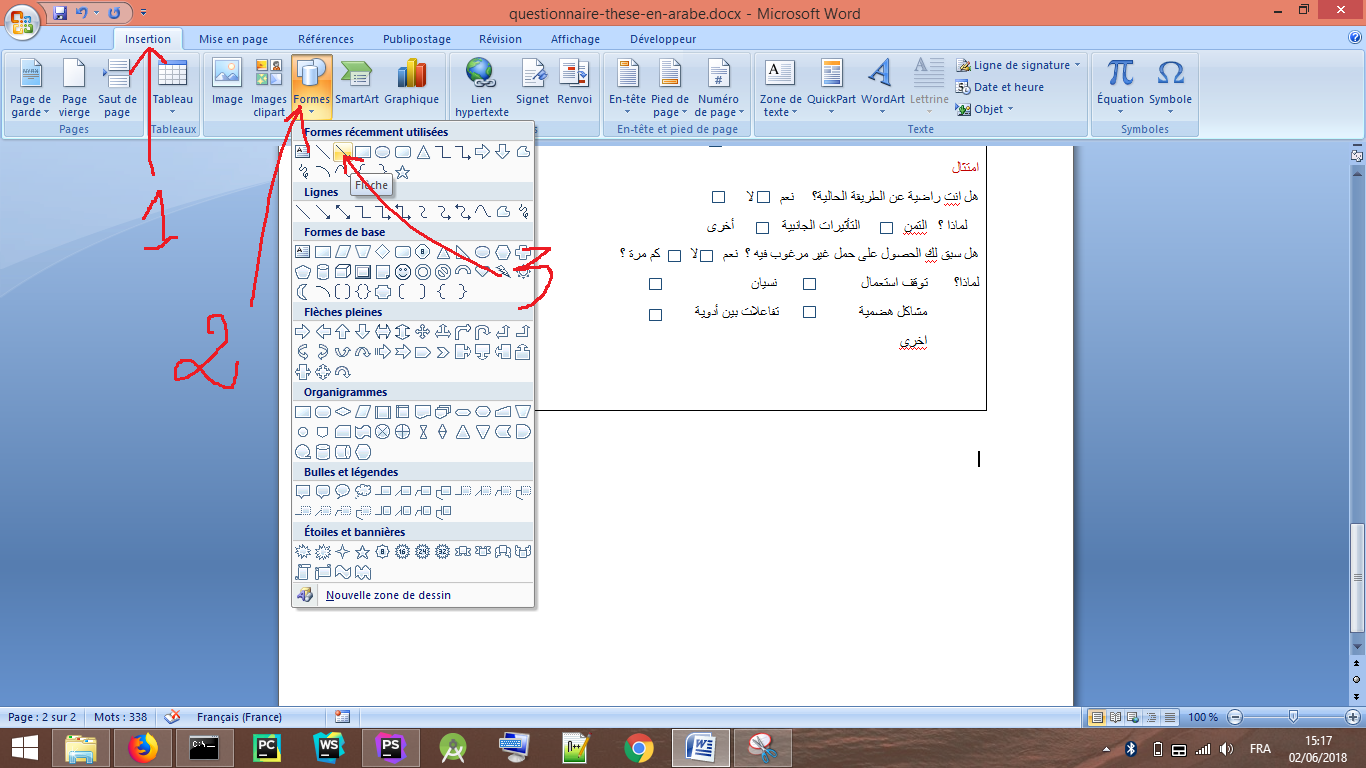 questionnaire-these-en-arabe.docx - Microsoft Word
Accueil Insertion Mise en page Références Publipostage Révision Affichage Développeur
Page de garde Page vierge Saut de page
Tableau
Image Images clipart Formes SmartArt Graphique
Lien hypertexte Signet Renvoi
En-tête Pied de page Numéro de page
Zone de texte QuickPart WordArt Lettrine
Ligne de signature
Date et heure
Objet
Équation Symbole
Pages Tableaux En-tête et pied de page Texte Symboles
Formes récemment utilisées
Flèche
Lignes
Formes de base
Flèches pleines
Organigrammes
Bulles et légendes
Étoiles et bannières
Nouvelle zone de dessin
1
2
3
امتثال
هل انت راضية عن الطريقة الحالية؟ نعم لا
لماذا ؟ الثمن التأثيرات الجانبية أخرى
هل سبق لك الحصول على حمل غير مرغوب فيه ؟ نعم لا كم مرة ؟
لماذا؟ توقف استعمال نسيان
مشاكل هضمية تفاعلات بين أدوية
اخرى
Page : 2 sur 2 Mots : 338 Français (France) 100 %
PC WS PS FRA 15:17
02/06/2018